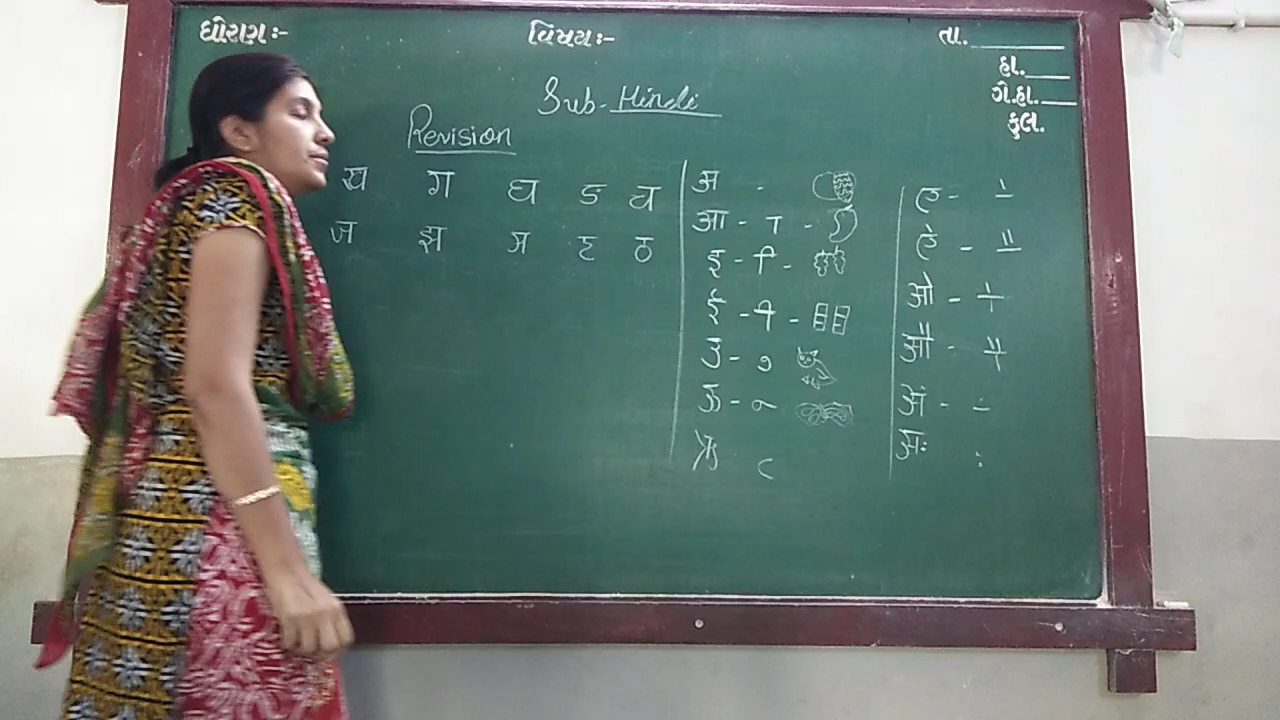 ધોરણ:- વિષય:- તા.
હા.
ગે.હા.
કુલ.
Sub- Hindi
Revision
ख ग घ ङ च
ज झ ञ ट ठ
अ -
आ - ा -
इ - ि -
ई - ी -
उ - ु
ऊ - ू
ऋ ृ
ए - े
ऐ - ै
ओ - ो
औ - ौ
अं - ं
अः ः